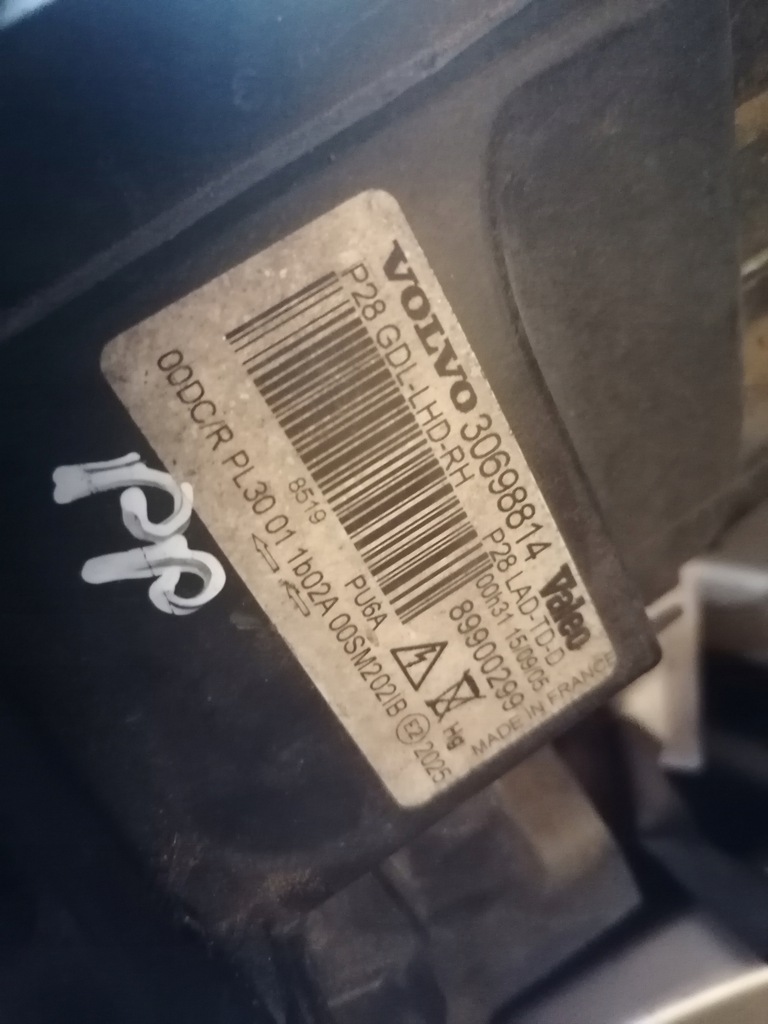 VOLVO 30698814 Valeo
P28 GDL-LHD-RH P28 LAD-TD-D
00h31 15/09/05
89900299
MADE IN FRANCE
8519 PU6A
Hg
00DC/R PL30 01 1b02A 00SM202IB E2 2025